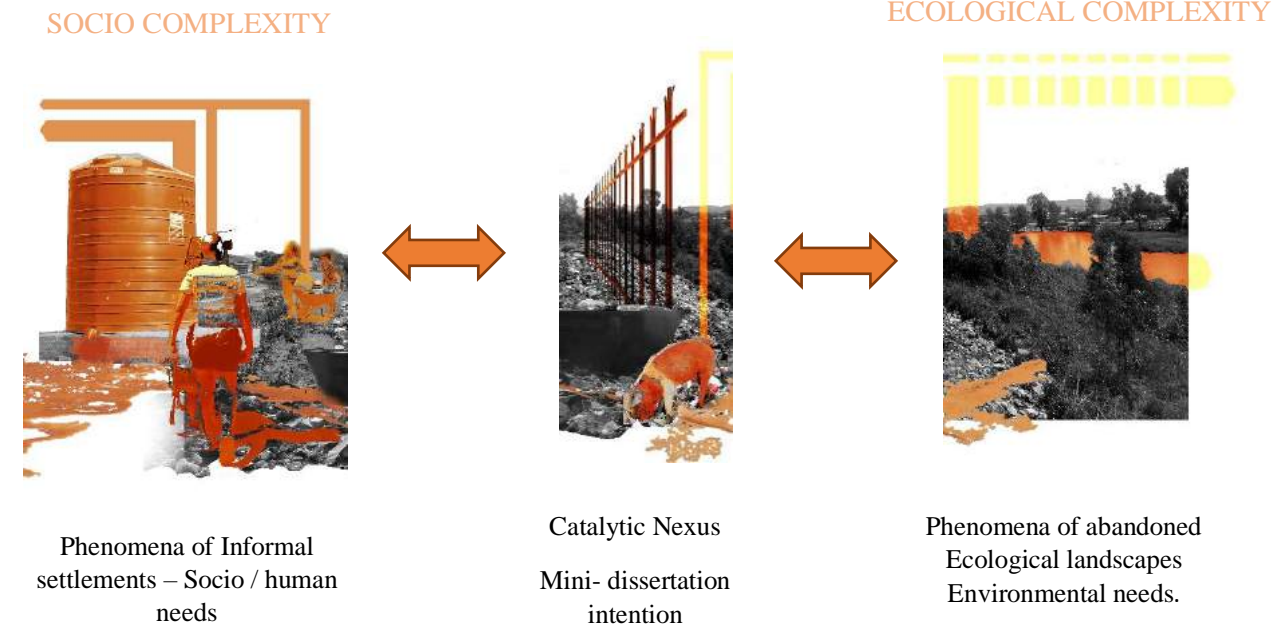 SOCIO COMPLEXITY
ECOLOGICAL COMPLEXITY
Phenomena of Informal
settlements – Socio / human
needs
Catalytic Nexus
Mini- dissertation
intention
Phenomena of abandoned
Ecological landscapes
Environmental needs.